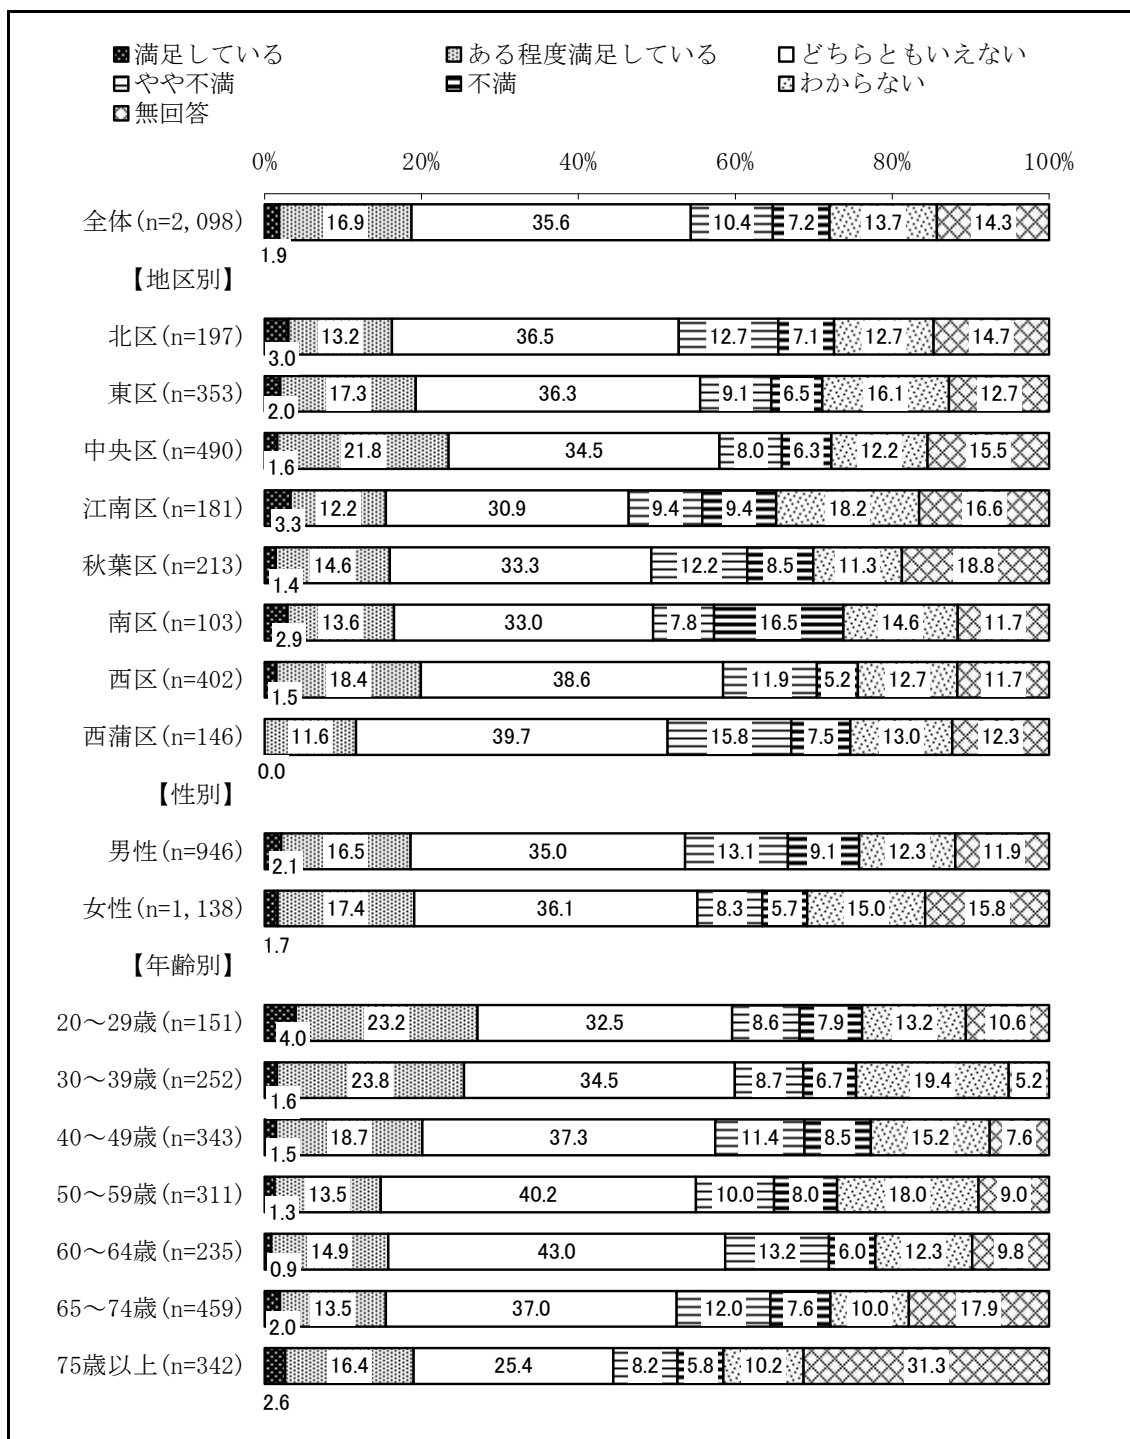 満足している ある程度満足している どちらともいえない
やや不満 不満 わからない
無回答
0% 20% 40% 60% 80% 100%
全体(n=2,098) 16.9 35.6 10.4 7.2 13.7 14.3
1.9
【地区別】
北区(n=197) 3.0 13.2 36.5 12.7 7.1 12.7 14.7
東区(n=353) 2.0 17.3 36.3 9.1 6.5 16.1 12.7
中央区(n=490) 1.6 21.8 34.5 8.0 6.3 12.2 15.5
江南区(n=181) 3.3 12.2 30.9 9.4 9.4 18.2 16.6
秋葉区(n=213) 1.4 14.6 33.3 12.2 8.5 11.3 18.8
南区(n=103) 2.9 13.6 33.0 7.8 16.5 14.6 11.7
西区(n=402) 1.5 18.4 38.6 11.9 5.2 12.7 11.7
西蒲区(n=146) 11.6 39.7 15.8 7.5 13.0 12.3
0.0
【性別】
男性(n=946) 2.1 16.5 35.0 13.1 9.1 12.3 11.9
女性(n=1,138) 17.4 36.1 8.3 5.7 15.0 15.8
1.7
【年齢別】
20～29歳(n=151) 4.0 23.2 32.5 8.6 7.9 13.2 10.6
30～39歳(n=252) 1.6 23.8 34.5 8.7 6.7 19.4 5.2
40～49歳(n=343) 1.5 18.7 37.3 11.4 8.5 15.2 7.6
50～59歳(n=311) 1.3 13.5 40.2 10.0 8.0 18.0 9.0
60～64歳(n=235) 0.9 14.9 43.0 13.2 6.0 12.3 9.8
65～74歳(n=459) 2.0 13.5 37.0 12.0 7.6 10.0 17.9
75歳以上(n=342) 16.4 25.4 8.2 5.8 10.2 31.3
2.6